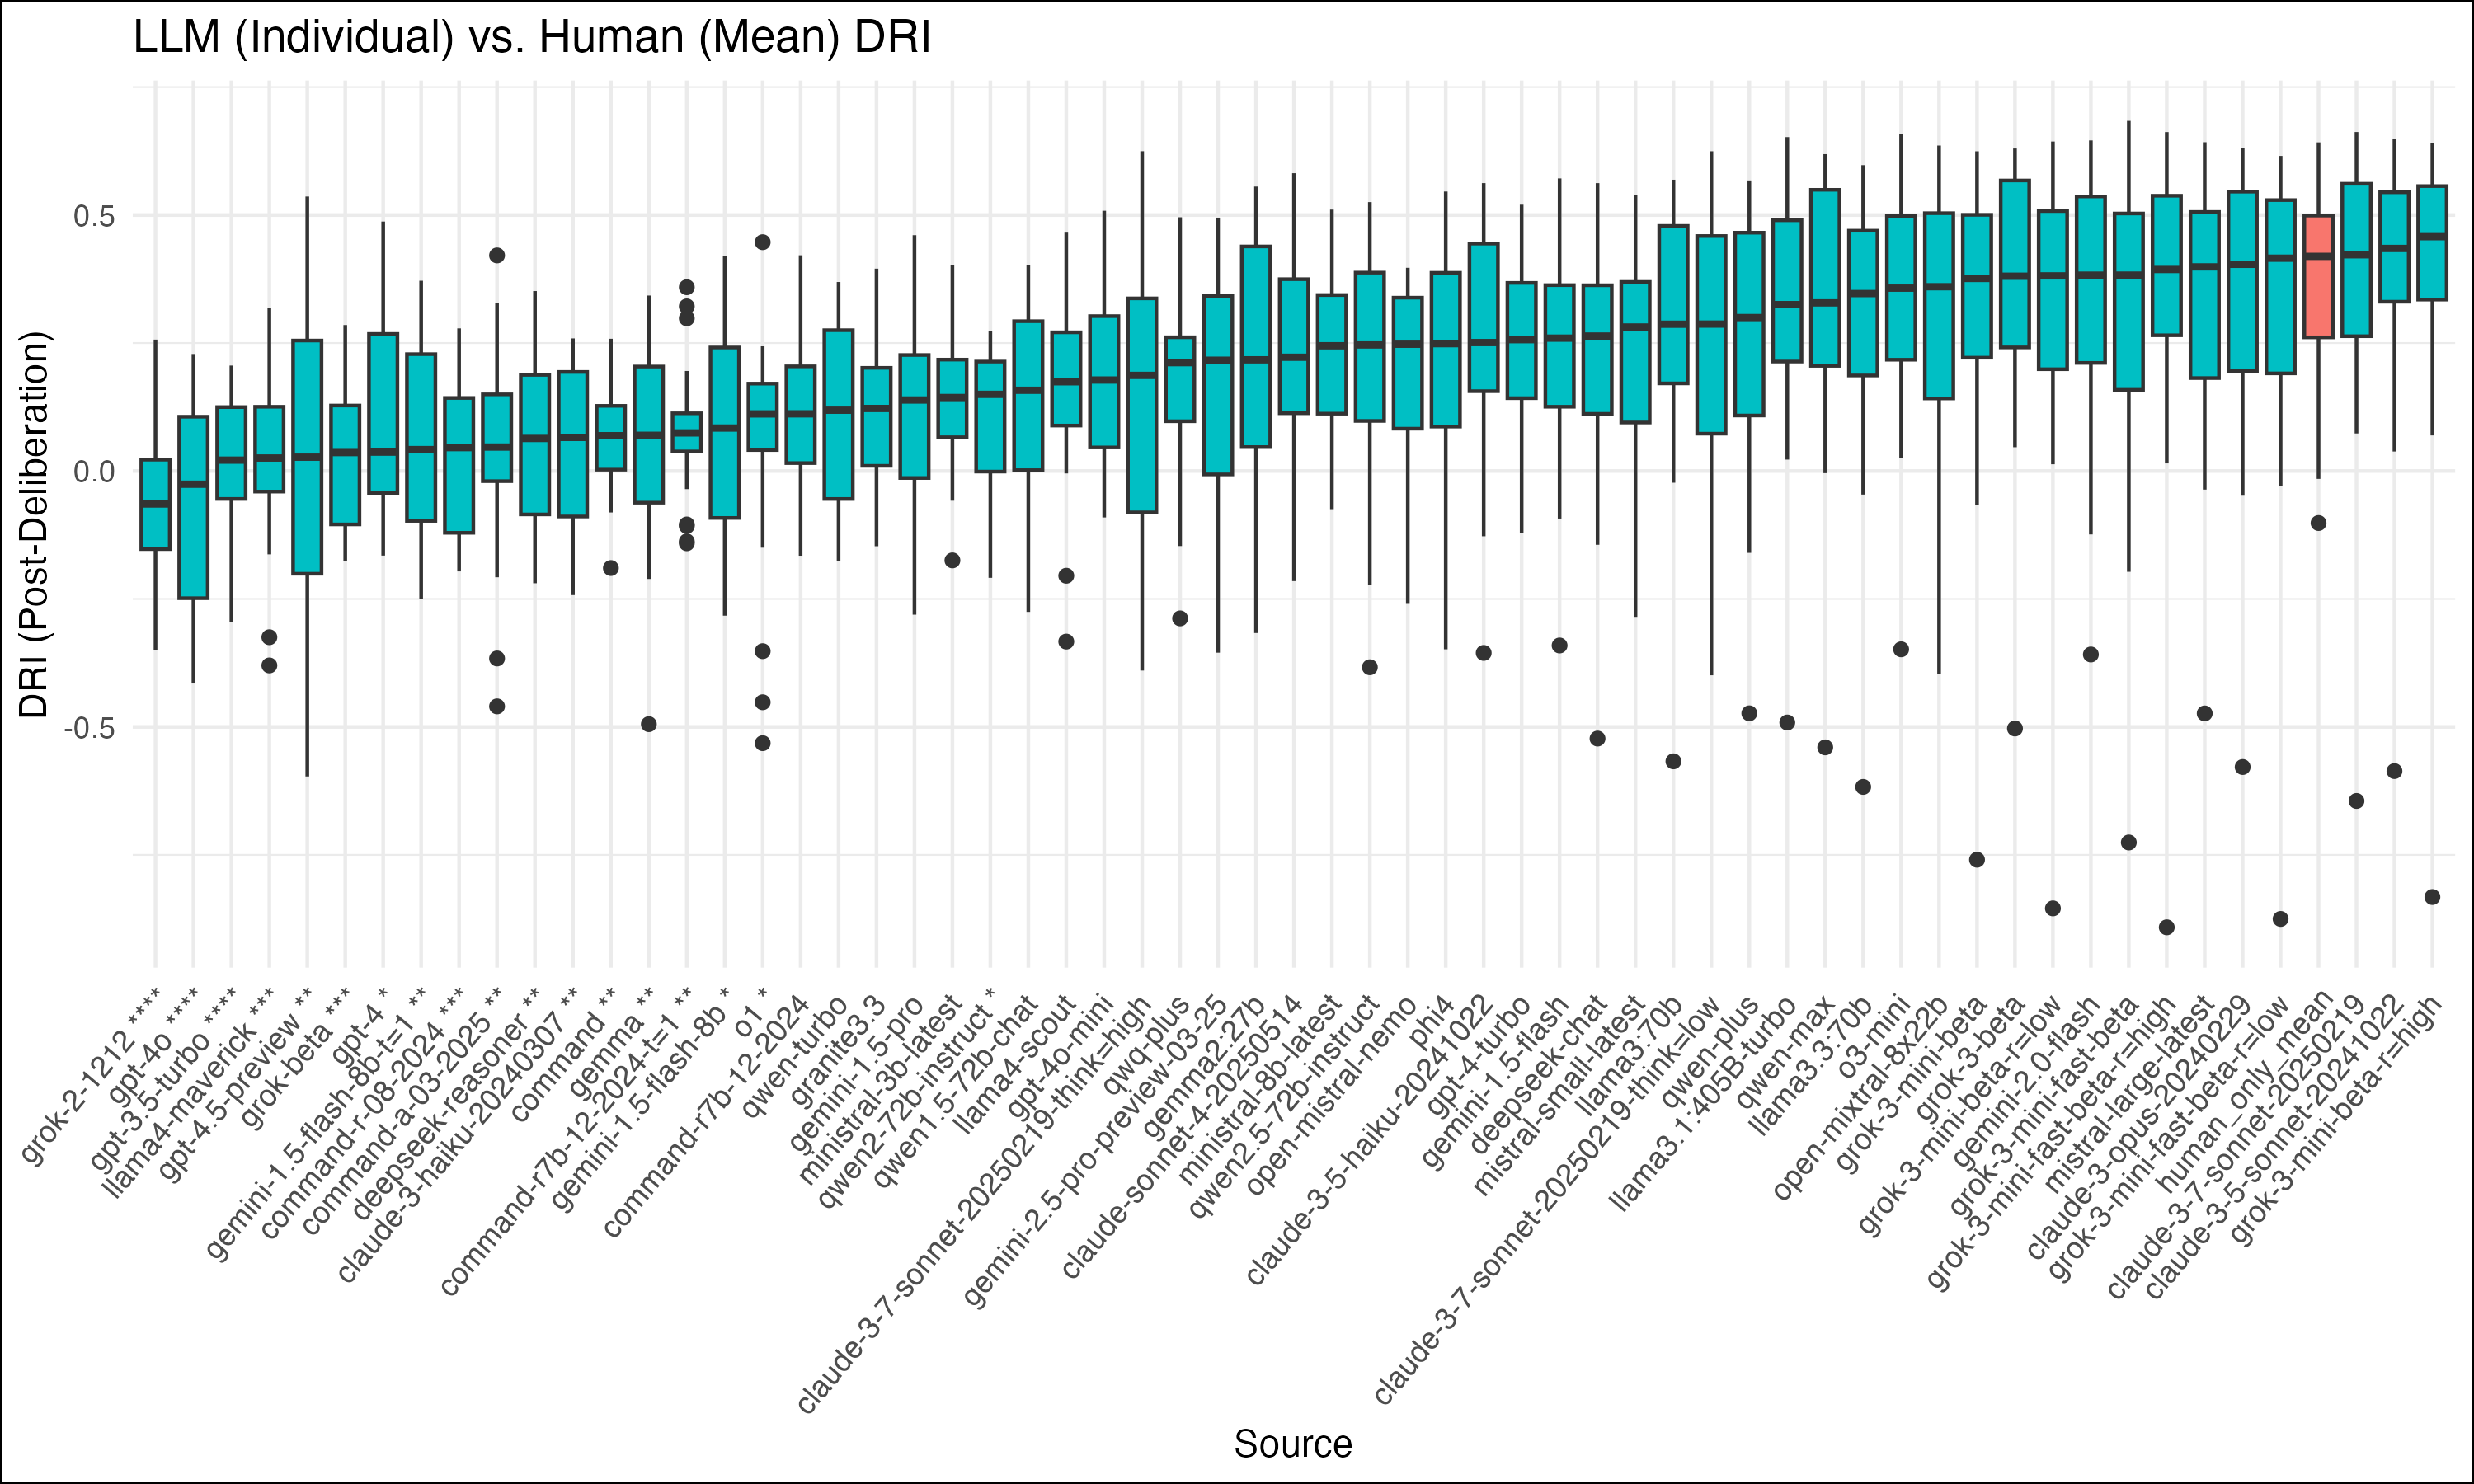 LLM (Individual) vs. Human (Mean) DRI
DRI (Post-Deliberation)
0.5
0.0
-0.5
grok-2-1212 ****
gpt-4o ****
gpt-3.5-turbo ****
llama4-maverick ***
gpt-4.5-preview **
grok-beta ***
gpt-4 *
gemini-1.5-flash-8b-t=1 **
command-r-08-2024 ***
command-a-03-2025 **
deepseek-reasoner **
claude-3-haiku-20240307 **
command **
gemma **
command-r7b-12-2024-t=1 **
gemini-1.5-flash-8b *
o1 *
command-r7b-12-2024
qwen-turbo
granite3.3
gemini-1.5-pro
ministral-3b-latest
qwen2-72b-instruct *
qwen1.5-72b-chat
llama4-scout
gpt-4o-mini
claude-3-7-sonnet-20250219-think=high
qwq-plus
gemini-2.5-pro-preview-03-25
gemma2:27b
claude-sonnet-4-20250514
ministral-8b-latest
qwen2.5-72b-instruct
open-mistral-nemo
phi4
claude-3-5-haiku-20241022
gpt-4-turbo
gemini-1.5-flash
deepseek-chat
mistral-small-latest
llama3:70b
claude-3-7-sonnet-20250219-think=low
qwen-plus
llama3.1:405B-turbo
qwen-max
llama3.3:70b
o3-mini
open-mixtral-8x22b
grok-3-mini-beta
grok-3-beta
grok-3-mini-beta-r=low
gemini-2.0-flash
grok-3-mini-fast-beta
grok-3-mini-fast-beta-r=high
mistral-large-latest
claude-3-opus-20240229
grok-3-mini-fast-beta-r=low
human_only_mean
claude-3-7-sonnet-20250219
claude-3-5-sonnet-20241022
grok-3-mini-beta-r=high
Source